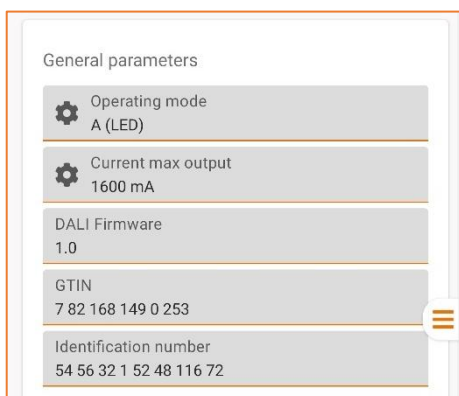 General parameters
Operating mode
A (LED)
Current max output
1600 mA
DALI Firmware
1.0
GTIN
7 82 168 149 0 253
Identification number
54 56 32 1 52 48 116 72